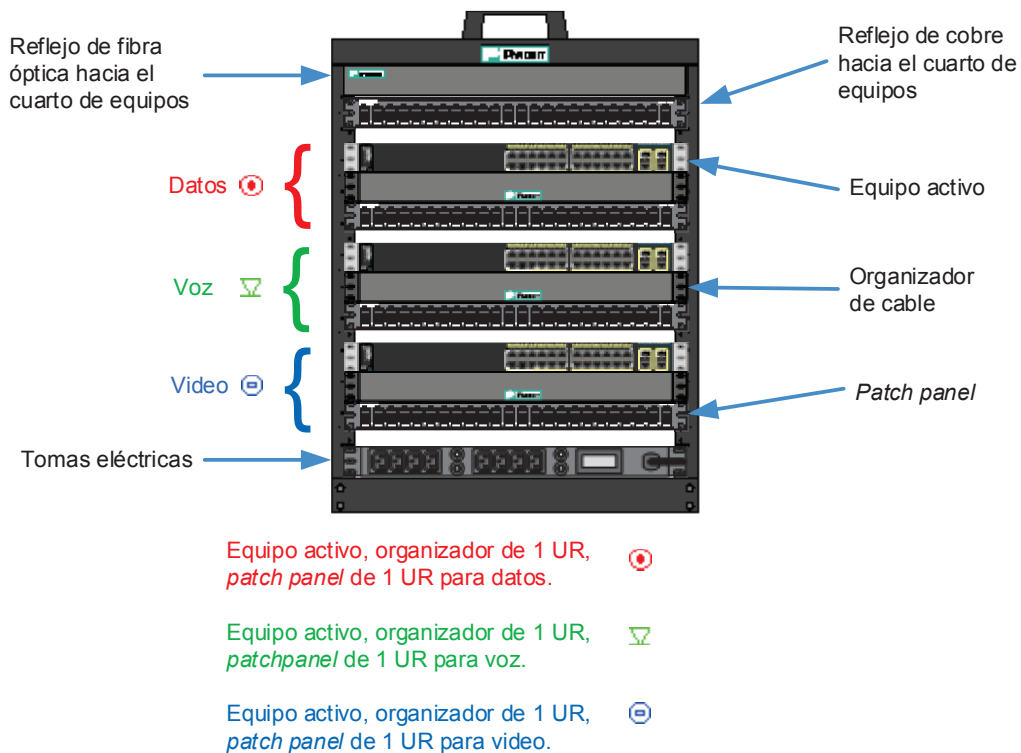 Reflejo de fibra
óptica hacia el
cuarto de equipos
PANDUIT
Reflejo de cobre
hacia el cuarto de
equipos
Datos
Equipo activo
Voz
Organizador
de cable
Video
Patch panel
Tomas eléctricas
Equipo activo, organizador de 1 UR,
patch panel de 1 UR para datos.
Equipo activo, organizador de 1 UR,
patchpanel de 1 UR para voz.
Equipo activo, organizador de 1 UR,
patch panel de 1 UR para video.